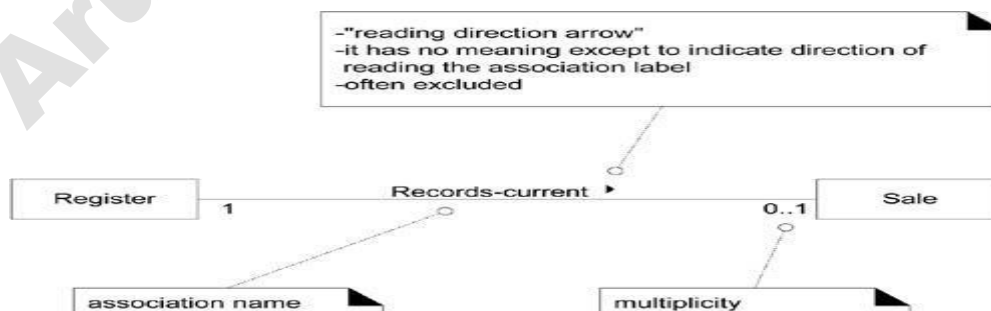 -"reading direction arrow"
-it has no meaning except to indicate direction of
reading the association label
-often excluded
Register
1
Records-current
0..1
Sale
association name
multiplicity